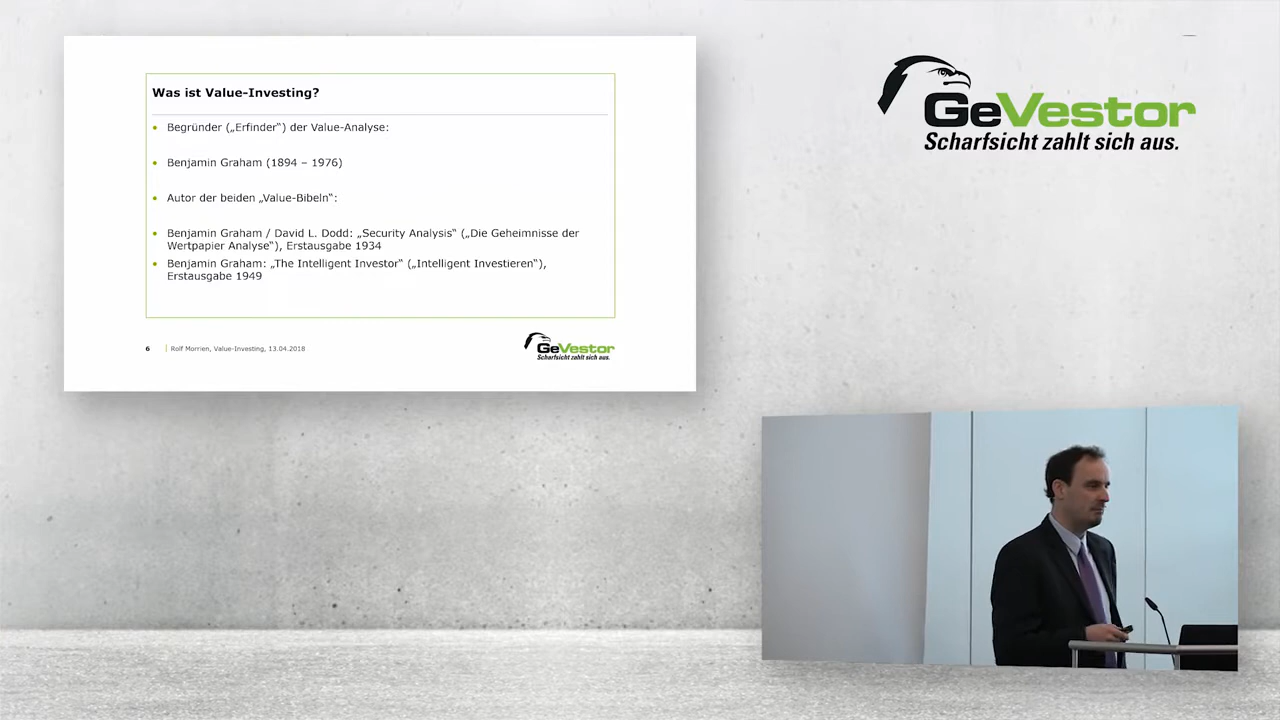 Was ist Value-Investing?
Begründer („Erfinder“) der Value-Analyse:
Benjamin Graham (1894 – 1976)
Autor der beiden „Value-Bibeln“:
Benjamin Graham / David L. Dodd: „Security Analysis“ („Die Geheimnisse der
Wertpapier Analyse“), Erstausgabe 1934
Benjamin Graham: „The Intelligent Investor“ („Intelligent Investieren“),
Erstausgabe 1949
6 Rolf Morrien, Value-Investing, 13.04.2018
GeVestor
Scharfsicht zahlt sich aus.
GeVestor
Scharfsicht zahlt sich aus.